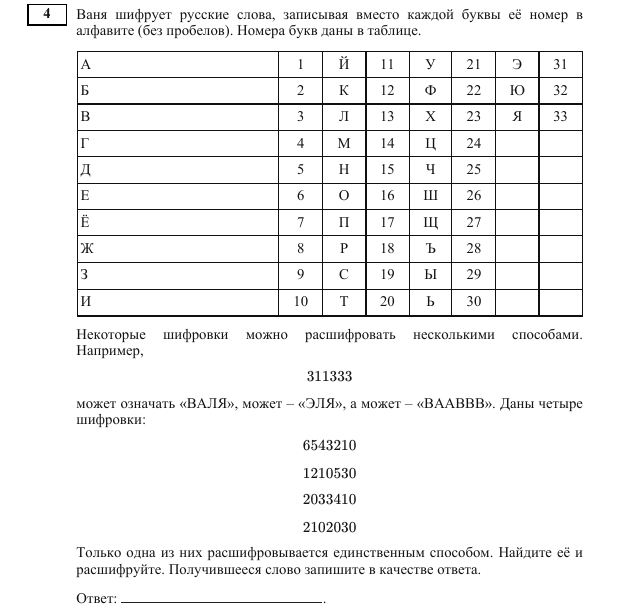 4
Ваня шифрует русские слова, записывая вместо каждой буквы её номер в
алфавите (без пробелов). Номера букв даны в таблице.
А 1 Й 11 У 21 Э 31
Б 2 К 12 Ф 22 Ю 32
В 3 Л 13 Х 23 Я 33
Г 4 М 14 Ц 24
Д 5 Н 15 Ч 25
Е 6 О 16 Ш 26
Ё 7 П 17 Щ 27
Ж 8 Р 18 Ъ 28
З 9 С 19 Ы 29
И 10 Т 20 Ь 30
Некоторые шифровки можно расшифровать несколькими способами.
Например,
311333
может означать «ВАЛЯ», может – «ЭЛЯ», а может – «ВААВВВ». Даны четыре
шифровки:
6543210
1210530
2033410
2102030
Только одна из них расшифровывается единственным способом. Найдите её и
расшифруйте. Получившееся слово запишите в качестве ответа.
Ответ: .